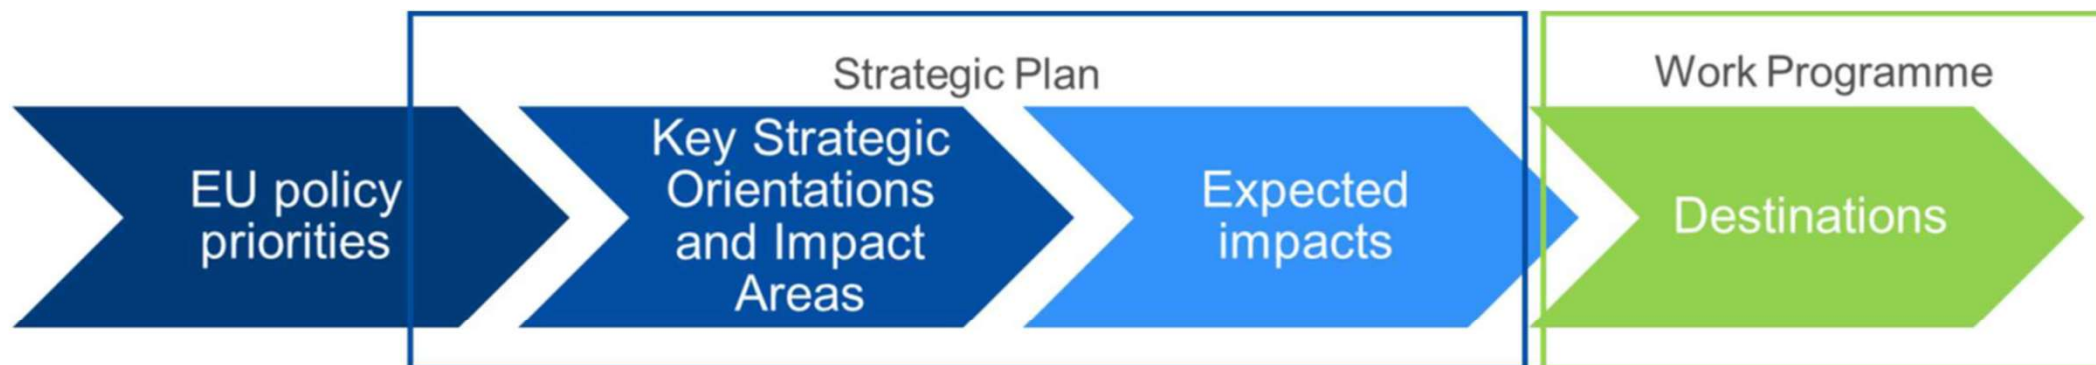 Strategic Plan
Work Programme
EU policy
priorities
Key Strategic
Orientations
and Impact
Areas
Expected
impacts
Destinations